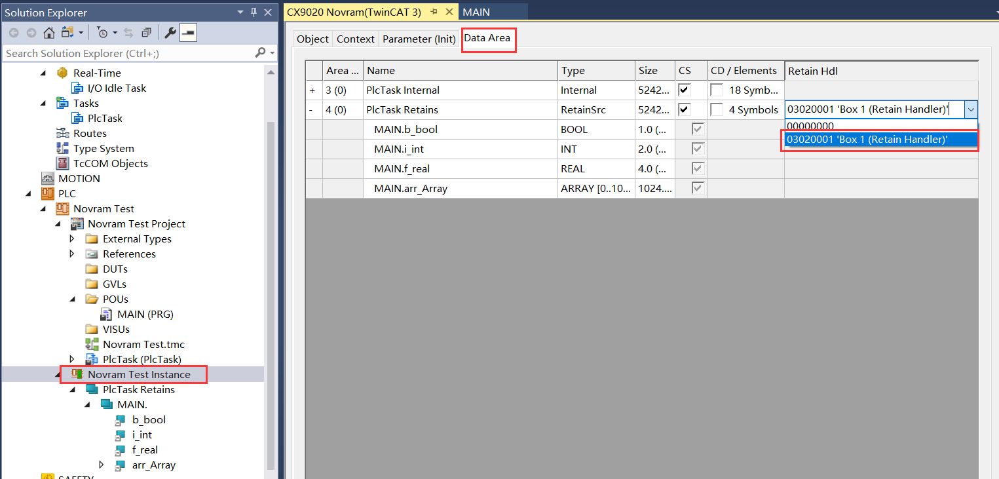 Solution Explorer
Search Solution Explorer (Ctrl+;)
Real-Time
I/O Idle Task
Tasks
PlcTask
Routes
Type System
TcCOM Objects
MOTION
PLC
Novram Test
Novram Test Project
External Types
References
DUTs
GVLs
POUs
MAIN (PRG)
VISUs
Novram Test.tmc
PlcTask (PlcTask)
Novram Test Instance
PlcTask Retains
MAIN.
b_bool
i_int
f_real
arr_Array
SAFETY
CX9020 Novram(TwinCAT 3) MAIN
Object Context Parameter (Init) Data Area
Area ... Name Type Size CS CD / Elements Retain Hdl
+ 3 (0) PlcTask Internal Internal 5242... 18 Symb...
- 4 (0) PlcTask Retains RetainSrc 5242... 4 Symbols 03020001 'Box 1 (Retain Handler)'
00000000
03020001 'Box 1 (Retain Handler)'
MAIN.b_bool BOOL 1.0 (...
MAIN.i_int INT 2.0 (...
MAIN.f_real REAL 4.0 (...
MAIN.arr_Array ARRAY [0..10... 1024....